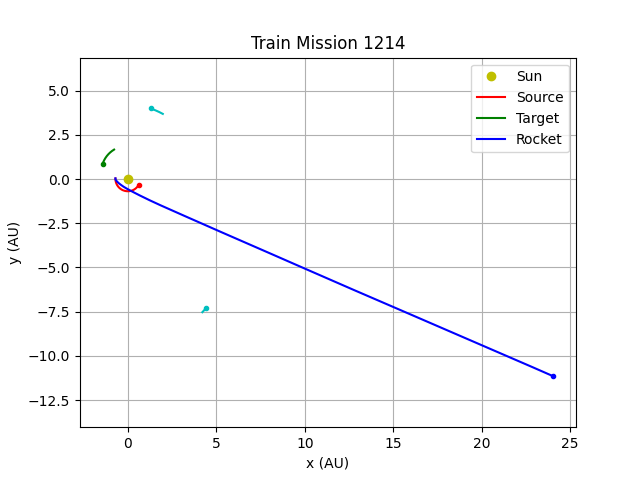 Train Mission 1214
Sun
Source
Target
Rocket
5.0
2.5
0.0
−2.5
−5.0
−7.5
−10.0
−12.5
y (AU)
0
5
10
15
20
25
x (AU)